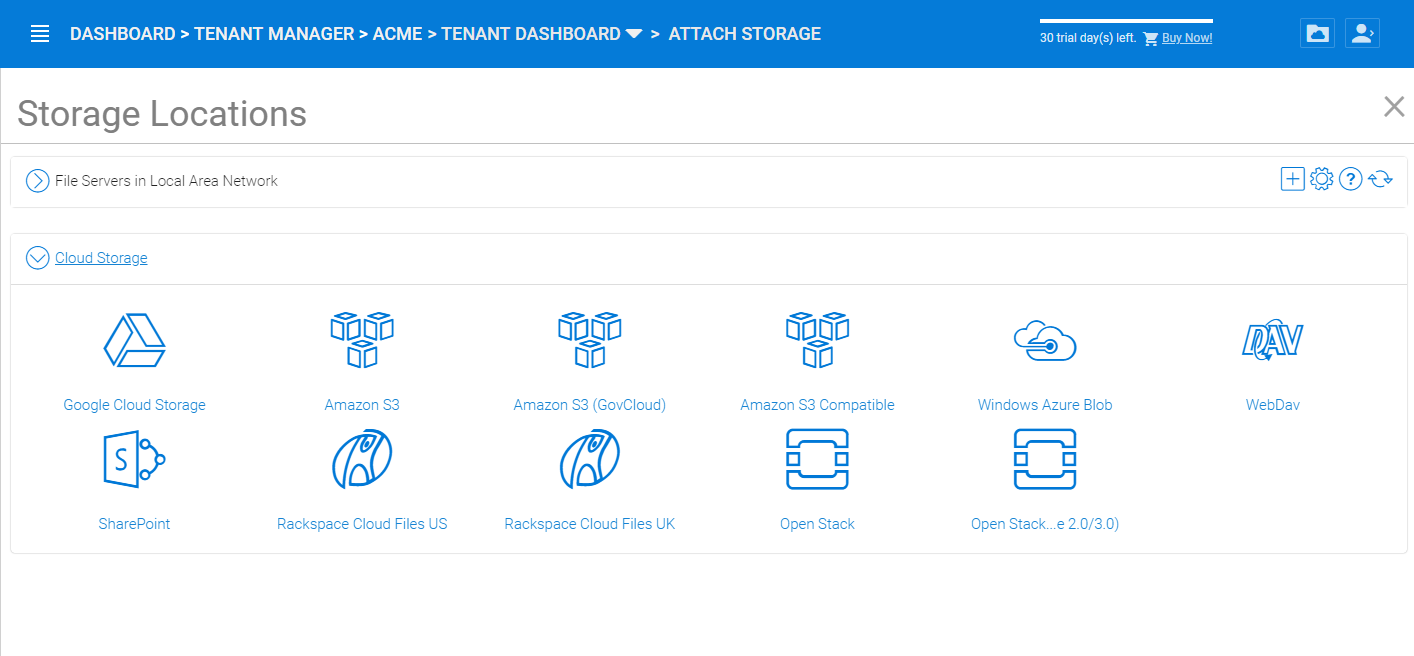 DASHBOARD > TENANT MANAGER > ACME > TENANT DASHBOARD > ATTACH STORAGE
30 trial day(s) left. Buy Now!
Storage Locations
File Servers in Local Area Network
?
Cloud Storage
DAV
Google Cloud Storage Amazon S3 Amazon S3 (GovCloud) Amazon S3 Compatible Windows Azure Blob WebDav
S
SharePoint Rackspace Cloud Files US Rackspace Cloud Files UK Open Stack Open Stack...e 2.0/3.0)